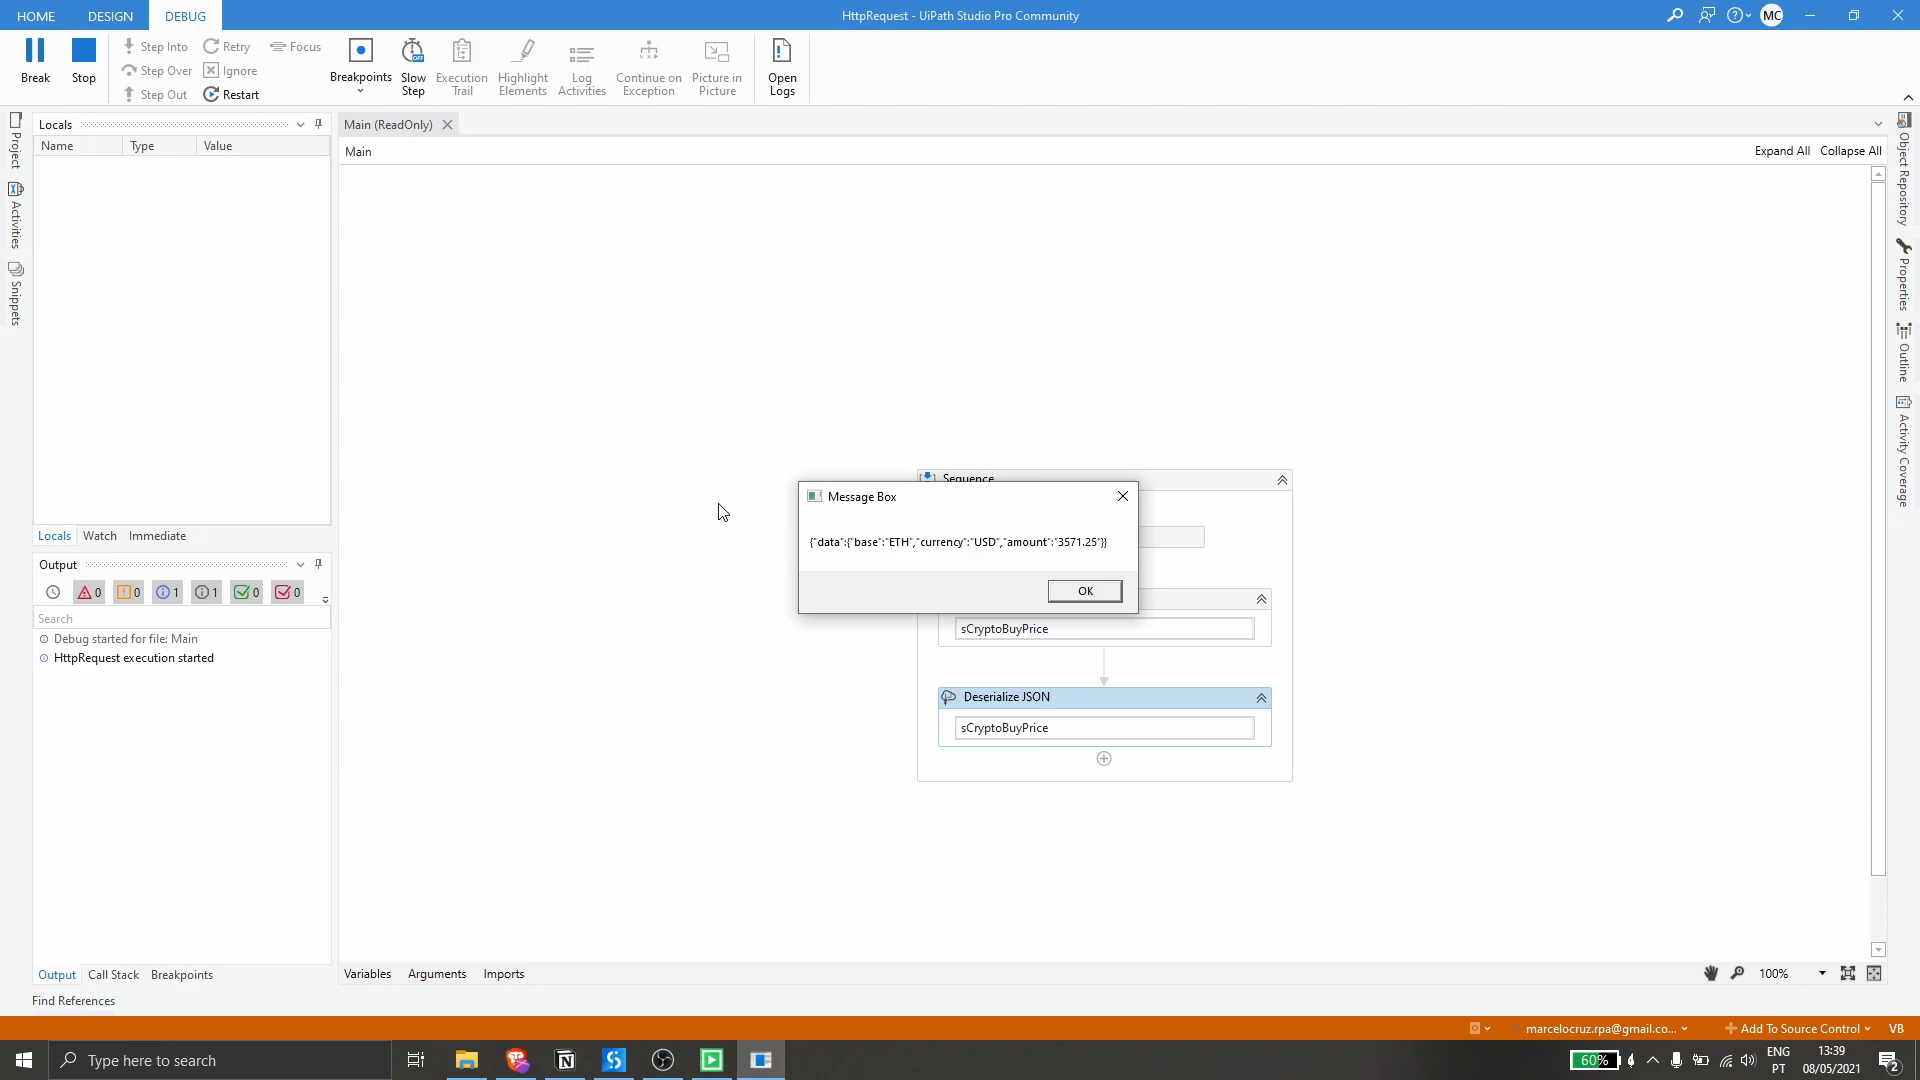 HOME DESIGN DEBUG
HttpRequest - UiPath Studio Pro Community
MC
Break
Stop
Step Into
Step Over
Step Out
Retry
Ignore
Restart
Focus
Breakpoints
Slow Step
Execution Trail
Highlight Elements
Log Activities
Continue on Exception
Picture in Picture
Open Logs
Project
Activities
Snippets
Locals
Name Type Value
Main (ReadOnly)
Main
Expand All Collapse All
Object Repository
Properties
Outline
Activity Coverage
Sequence
Message Box
{"data":{"base":"ETH","currency":"USD","amount":"3571.25"}}
OK
sCryptoBuyPrice
Deserialize JSON
sCryptoBuyPrice
Locals Watch Immediate
Output
0 0 1 1 0 0
Search
Debug started for file: Main
HttpRequest execution started
Output Call Stack Breakpoints
Variables Arguments Imports
100%
Find References
marcelocruz.rpa@gmail.co...
Add To Source Control
VB
Type here to search
60%
ENG
PT
13:39
08/05/2021
2